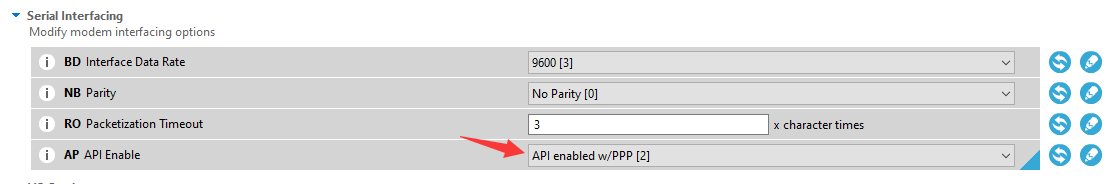 Serial Interfacing
Modify modem interfacing options
i BD Interface Data Rate 9600 [3]
i NB Parity No Parity [0]
i RO Packetization Timeout 3 x character times
i AP API Enable API enabled w/PPP [2]